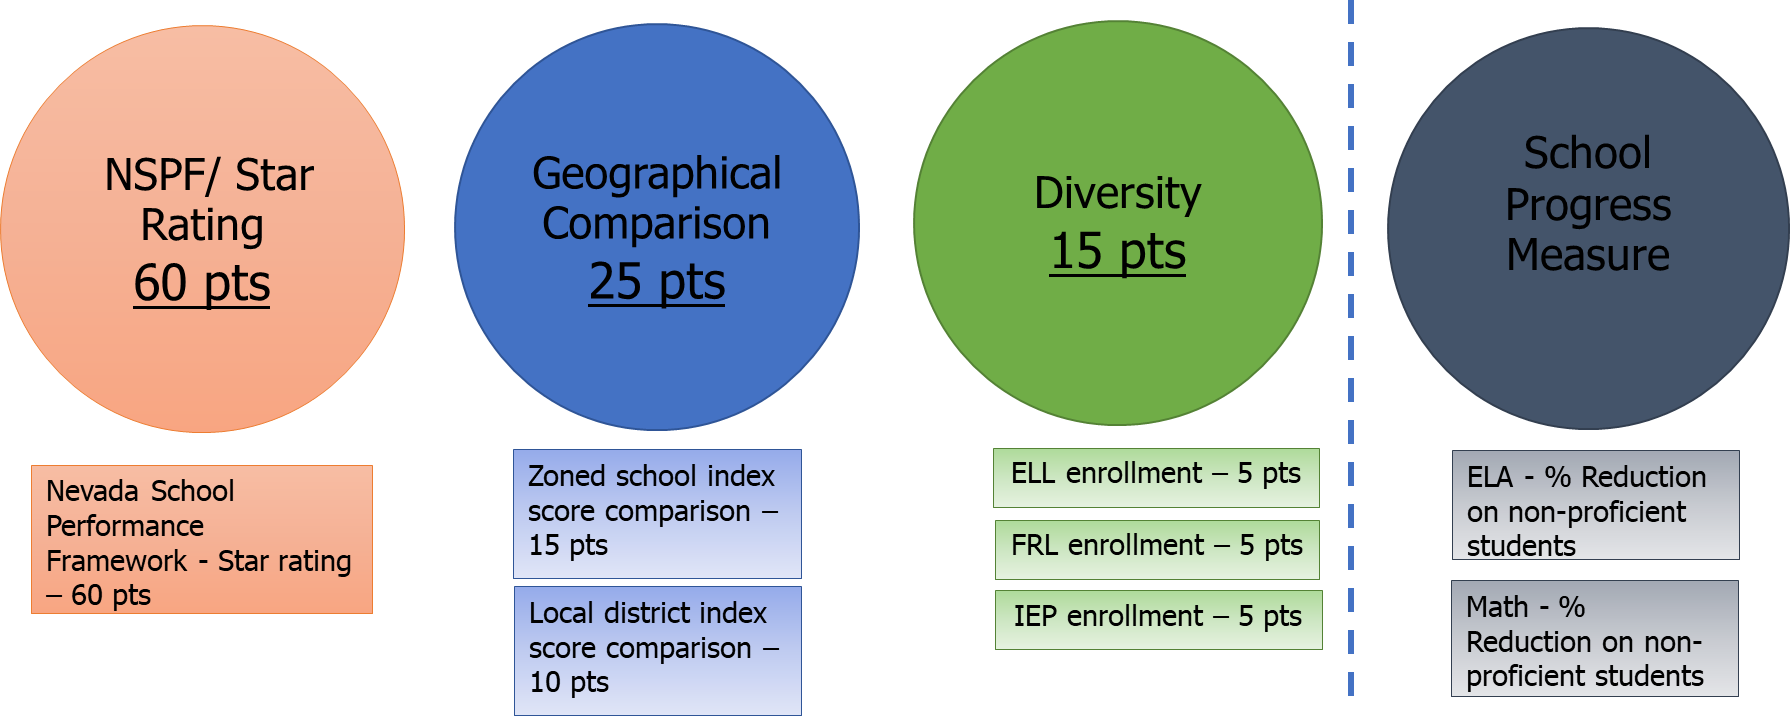 NSPF/ Star
Rating
60 pts
Nevada School
Performance
Framework - Star rating
– 60 pts
Geographical
Comparison
25 pts
Zoned school index
score comparison –
15 pts
Local district index
score comparison –
10 pts
Diversity
15 pts
ELL enrollment – 5 pts
FRL enrollment – 5 pts
IEP enrollment – 5 pts
School
Progress
Measure
ELA - % Reduction
on non-proficient
students
Math - %
Reduction on non-
proficient students